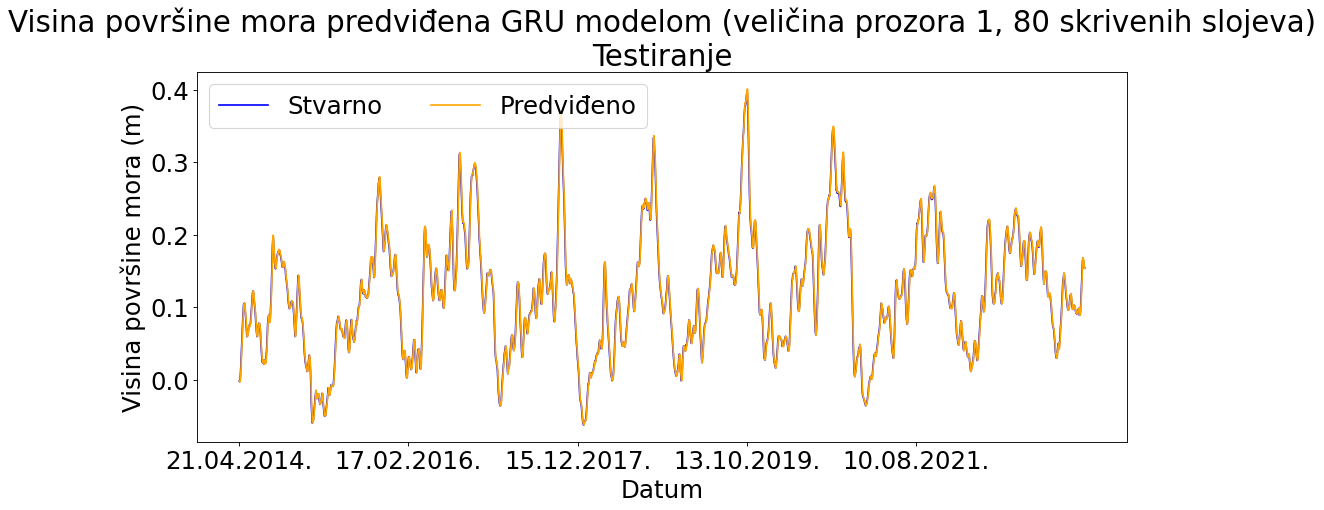 Visina površine mora predviđena GRU modelom (veličina prozora 1, 80 skrivenih slojeva)
Testiranje
Stvarno Predviđeno
Visina površine mora (m)
0.4
0.3
0.2
0.1
0.0
21.04.2014. 17.02.2016. 15.12.2017. 13.10.2019. 10.08.2021.
Datum